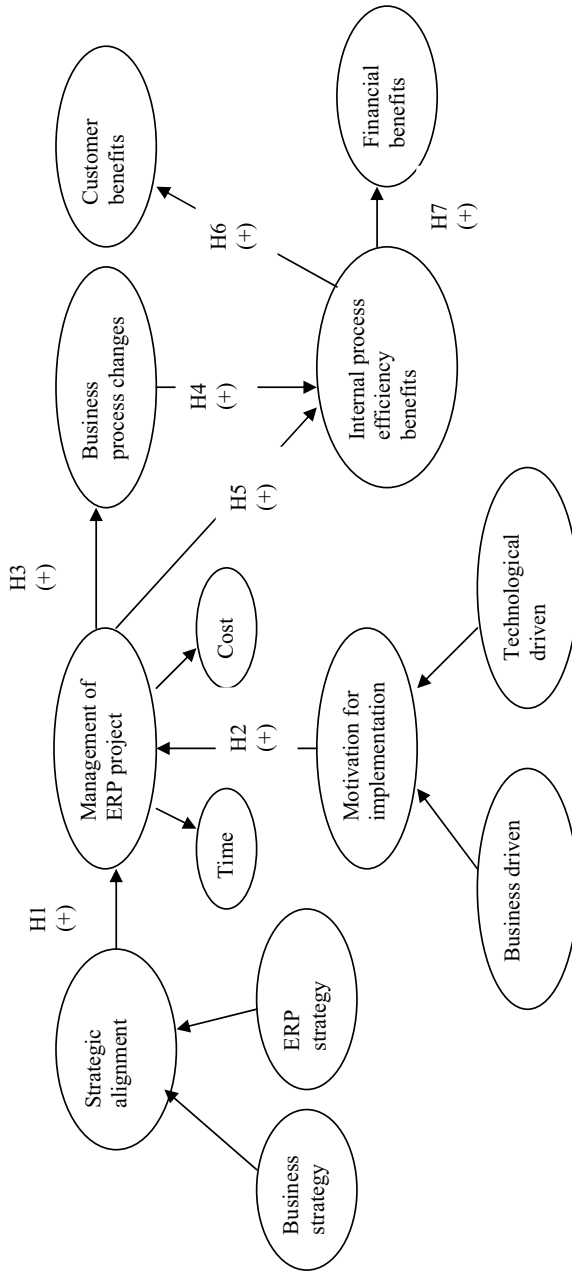 H1
(+)
H3
(+)
Strategic
alignment
Management of
ERP project
Business
process changes
Customer
benefits
Business
strategy
ERP
strategy
Time
Cost
H2
(+)
H5
(+)
H4
(+)
H6
(+)
Motivation for
implementation
Internal process
efficiency
benefits
Financial
benefits
H7
(+)
Business driven
Technological
driven